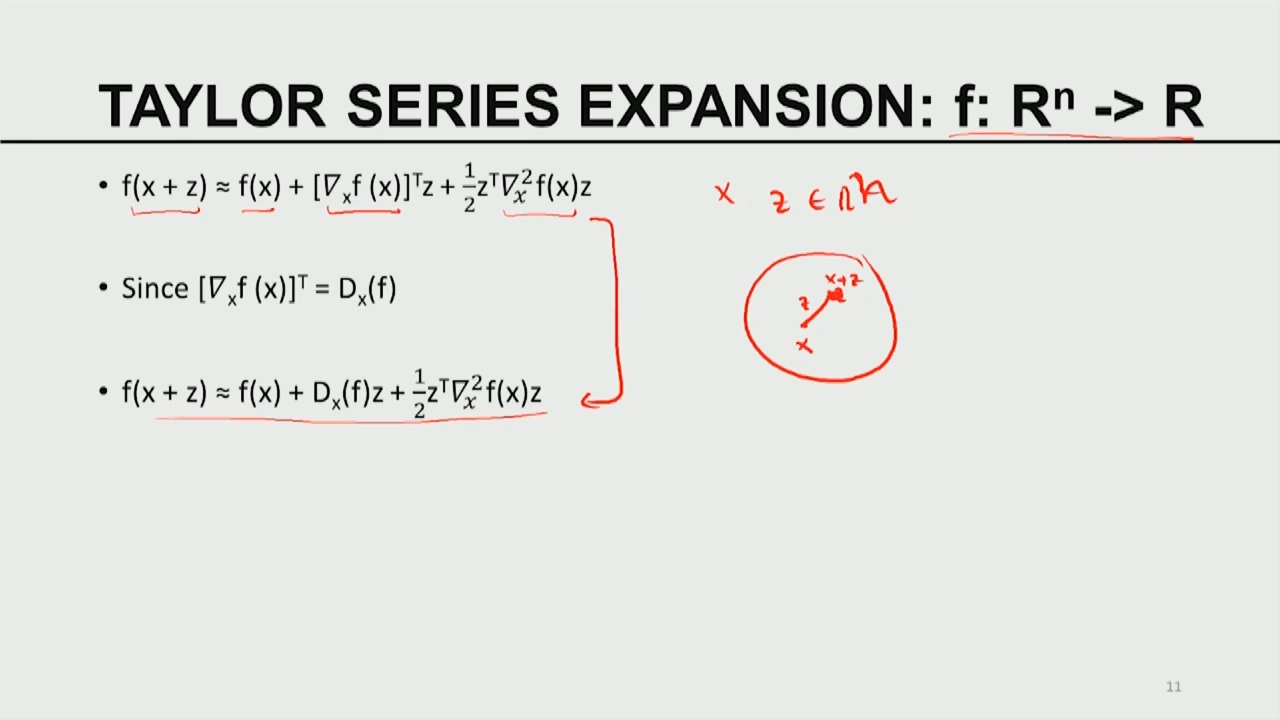 TAYLOR SERIES EXPANSION: f: Rⁿ -> R
• f(x + z) ≈ f(x) + [∇ₓf (x)]ᵀz + ½zᵀ∇ₓ²f(x)z
x z ∈ Rⁿ
• Since [∇ₓf (x)]ᵀ = Dₓ(f)
x+z
z
x
• f(x + z) ≈ f(x) + Dₓ(f)z + ½zᵀ∇ₓ²f(x)z
11